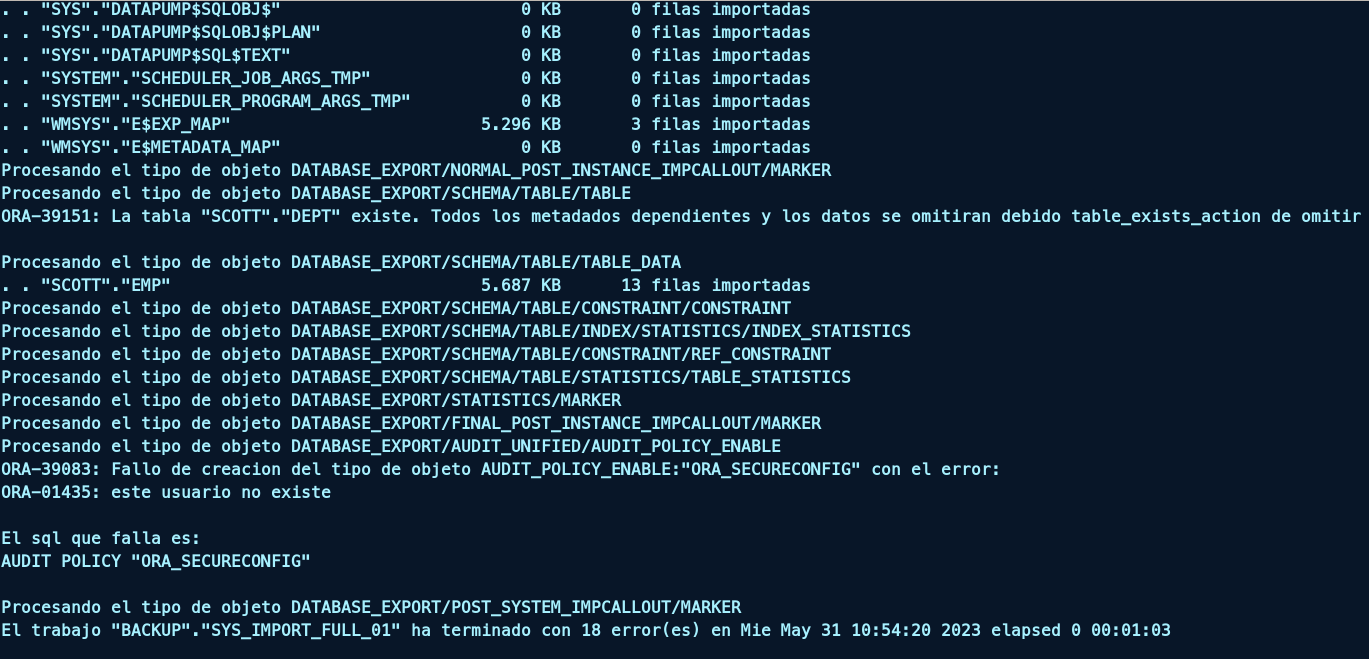 . . "SYS"."DATAPUMP$SQLOBJ$" 0 KB 0 filas importadas
. . "SYS"."DATAPUMP$SQLOBJ$PLAN" 0 KB 0 filas importadas
. . "SYS"."DATAPUMP$SQL$TEXT" 0 KB 0 filas importadas
. . "SYSTEM"."SCHEDULER_JOB_ARGS_TMP" 0 KB 0 filas importadas
. . "SYSTEM"."SCHEDULER_PROGRAM_ARGS_TMP" 0 KB 0 filas importadas
. . "WMSYS"."E$EXP_MAP" 5.296 KB 3 filas importadas
. . "WMSYS"."E$METADATA_MAP" 0 KB 0 filas importadas
Procesando el tipo de objeto DATABASE_EXPORT/NORMAL_POST_INSTANCE_IMPCALLOUT/MARKER
Procesando el tipo de objeto DATABASE_EXPORT/SCHEMA/TABLE/TABLE
ORA-39151: La tabla "SCOTT"."DEPT" existe. Todos los metadados dependientes y los datos se omitiran debido table_exists_action de omitir
Procesando el tipo de objeto DATABASE_EXPORT/SCHEMA/TABLE/TABLE_DATA
. . "SCOTT"."EMP" 5.687 KB 13 filas importadas
Procesando el tipo de objeto DATABASE_EXPORT/SCHEMA/TABLE/CONSTRAINT/CONSTRAINT
Procesando el tipo de objeto DATABASE_EXPORT/SCHEMA/TABLE/INDEX/STATISTICS/INDEX_STATISTICS
Procesando el tipo de objeto DATABASE_EXPORT/SCHEMA/TABLE/CONSTRAINT/REF_CONSTRAINT
Procesando el tipo de objeto DATABASE_EXPORT/SCHEMA/TABLE/STATISTICS/TABLE_STATISTICS
Procesando el tipo de objeto DATABASE_EXPORT/STATISTICS/MARKER
Procesando el tipo de objeto DATABASE_EXPORT/FINAL_POST_INSTANCE_IMPCALLOUT/MARKER
Procesando el tipo de objeto DATABASE_EXPORT/AUDIT_UNIFIED/AUDIT_POLICY_ENABLE
ORA-39083: Fallo de creacion del tipo de objeto AUDIT_POLICY_ENABLE:"ORA_SECURECONFIG" con el error:
ORA-01435: este usuario no existe
El sql que falla es:
AUDIT POLICY "ORA_SECURECONFIG"
Procesando el tipo de objeto DATABASE_EXPORT/POST_SYSTEM_IMPCALLOUT/MARKER
El trabajo "BACKUP"."SYS_IMPORT_FULL_01" ha terminado con 18 error(es) en Mie May 31 10:54:20 2023 elapsed 0 00:01:03